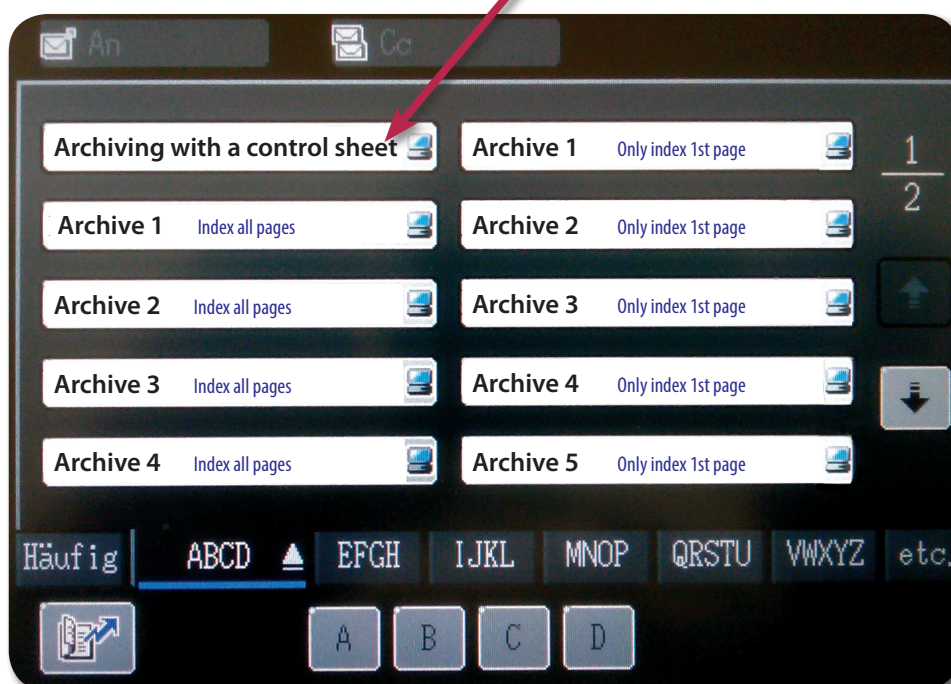 An Cc
Archiving with a control sheet
Archive 1 Only index 1st page
Archive 1 Index all pages
Archive 2 Only index 1st page
Archive 2 Index all pages
Archive 3 Only index 1st page
Archive 3 Index all pages
Archive 4 Only index 1st page
Archive 4 Index all pages
Archive 5 Only index 1st page
1
2
Häufig ABCD EFGH IJKL MNOP QRSTU VWXYZ etc.
A B C D